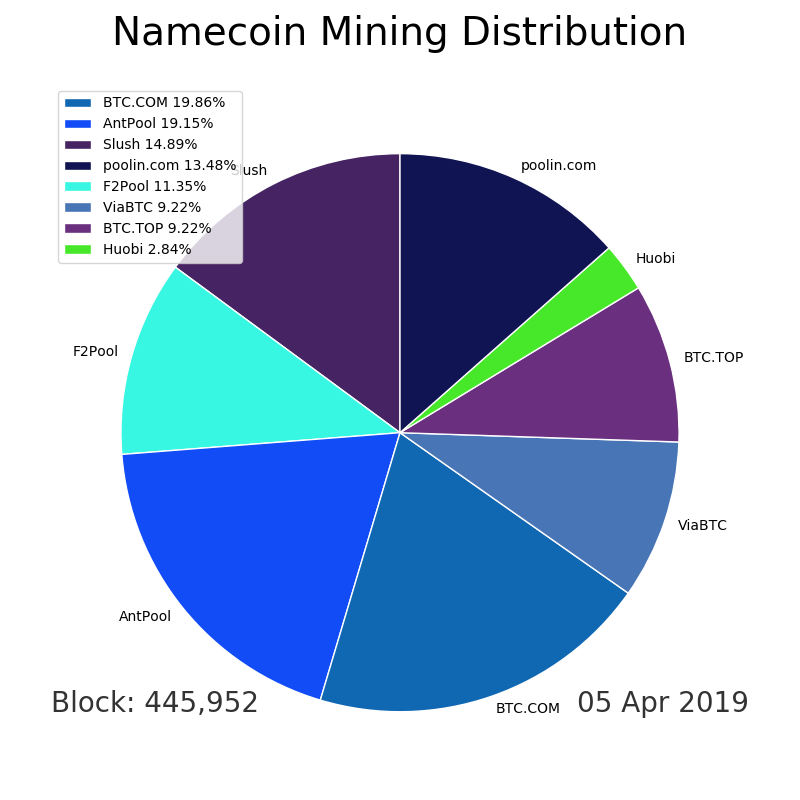 Namecoin Mining Distribution
BTC.COM 19.86%
AntPool 19.15%
Slush 14.89%
poolin.com 13.48%
F2Pool 11.35%
ViaBTC 9.22%
BTC.TOP 9.22%
Huobi 2.84%
Slush
poolin.com
Huobi
F2Pool
BTC.TOP
ViaBTC
AntPool
BTC.COM
Block: 445,952
05 Apr 2019